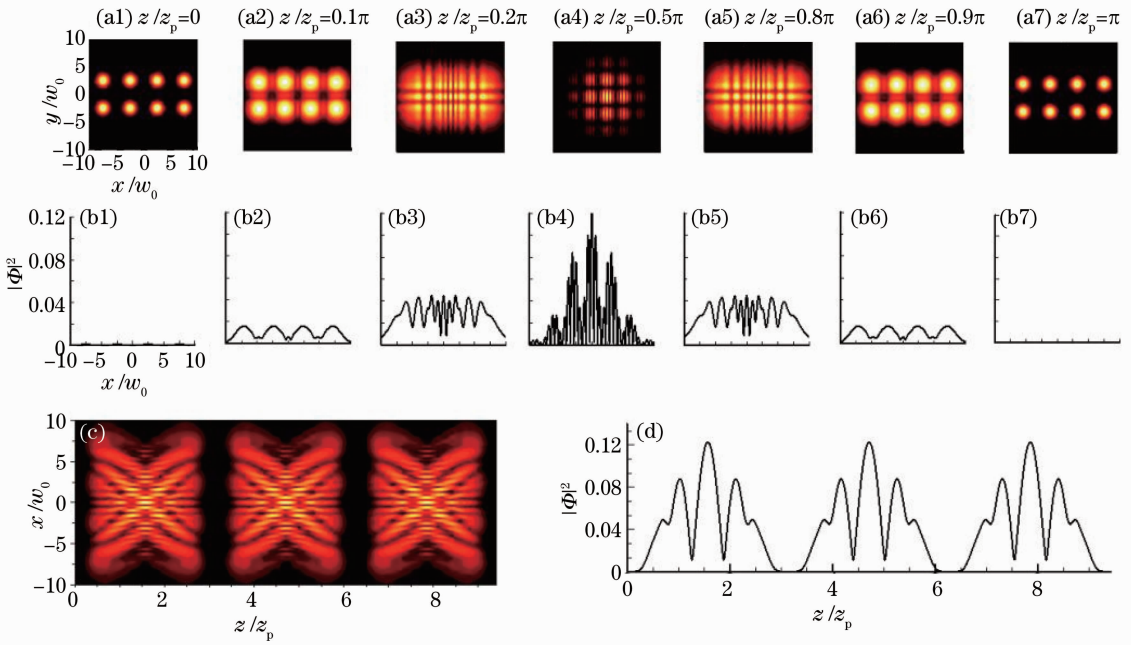 (a1) z/zp=0 (a2) z/zp=0.1π (a3) z/zp=0.2π (a4) z/zp=0.5π (a5) z/zp=0.8π (a6) z/zp=0.9π (a7) z/zp=π
10
5
0
−5
−10
y/w0
−10 −5 0 5 10
x/w0
(b1) (b2) (b3) (b4) (b5) (b6) (b7)
0.12
0.08
0.04
0
|Φ|²
−10 −5 0 5 10
x/w0
(c)
10
5
0
−5
−10
x/w0
0 2 4 6 8
z/zp
(d)
0.12
0.08
0.04
0
|Φ|²
0 2 4 6 8
z/zp